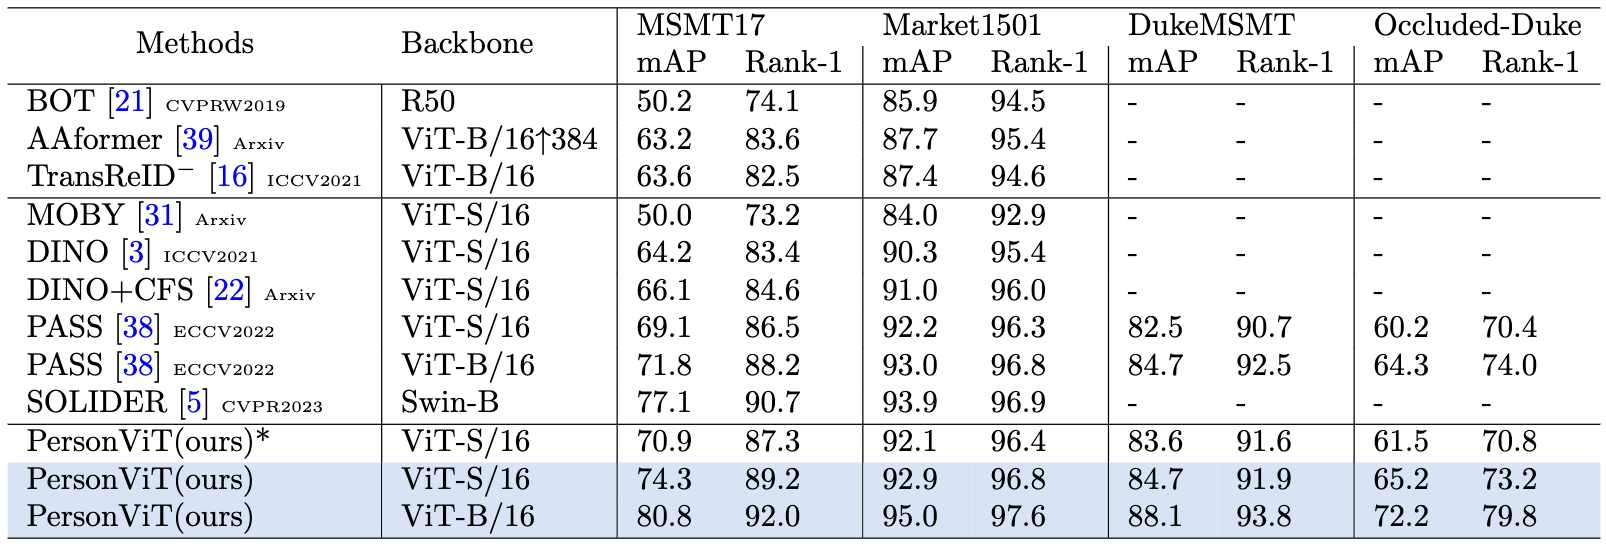 Methods Backbone MSMT17 Market1501 DukeMSMT Occluded-Duke
mAP Rank-1 mAP Rank-1 mAP Rank-1 mAP Rank-1
BOT [21] CVPRW2019 R50 50.2 74.1 85.9 94.5 - - - -
AAformer [39] Arxiv ViT-B/16↑384 63.2 83.6 87.7 95.4 - - - -
TransReID⁻ [16] ICCV2021 ViT-B/16 63.6 82.5 87.4 94.6 - - - -
MOBY [31] Arxiv ViT-S/16 50.0 73.2 84.0 92.9 - - - -
DINO [3] ICCV2021 ViT-S/16 64.2 83.4 90.3 95.4 - - - -
DINO+CFS [22] Arxiv ViT-S/16 66.1 84.6 91.0 96.0 - - - -
PASS [38] ECCV2022 ViT-S/16 69.1 86.5 92.2 96.3 82.5 90.7 60.2 70.4
PASS [38] ECCV2022 ViT-B/16 71.8 88.2 93.0 96.8 84.7 92.5 64.3 74.0
SOLIDER [5] CVPR2023 Swin-B 77.1 90.7 93.9 96.9 - - - -
PersonViT(ours)* ViT-S/16 70.9 87.3 92.1 96.4 83.6 91.6 61.5 70.8
PersonViT(ours) ViT-S/16 74.3 89.2 92.9 96.8 84.7 91.9 65.2 73.2
PersonViT(ours) ViT-B/16 80.8 92.0 95.0 97.6 88.1 93.8 72.2 79.8